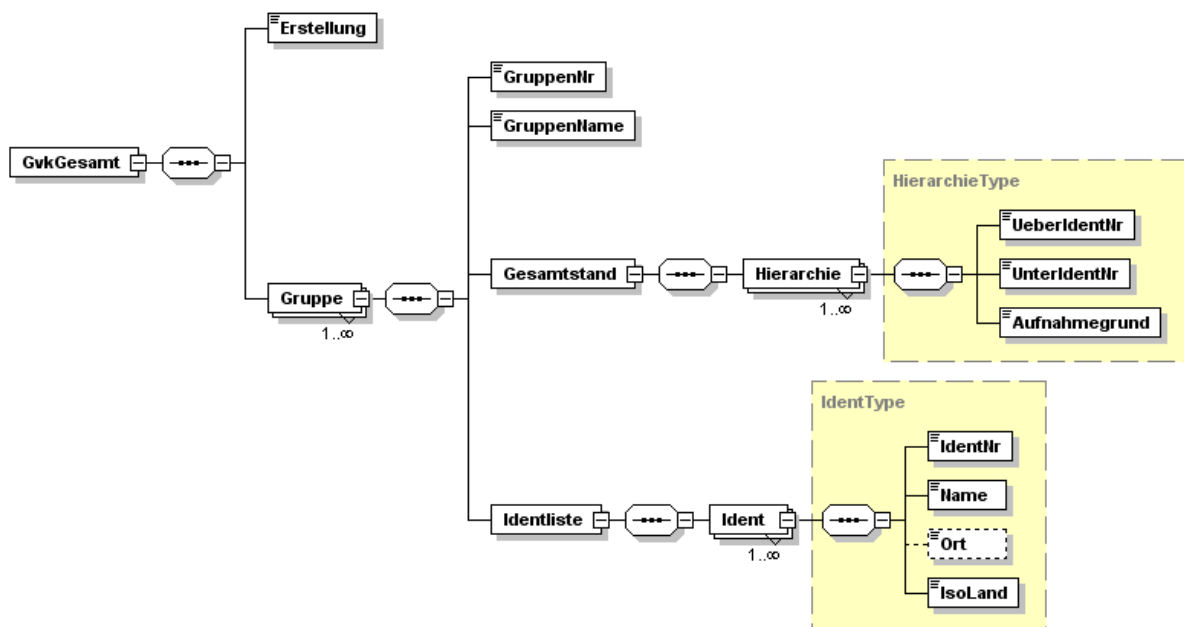 Erstellung
GruppenNr
GruppenName
GvkGesamt
HierarchieType
UeberIdentNr
Gesamtstand
Hierarchie
UnterIdentNr
1..∞
Gruppe
Aufnahmegrund
1..∞
IdentType
IdentNr
Name
Identliste
Ident
1..∞
Ort
IsoLand